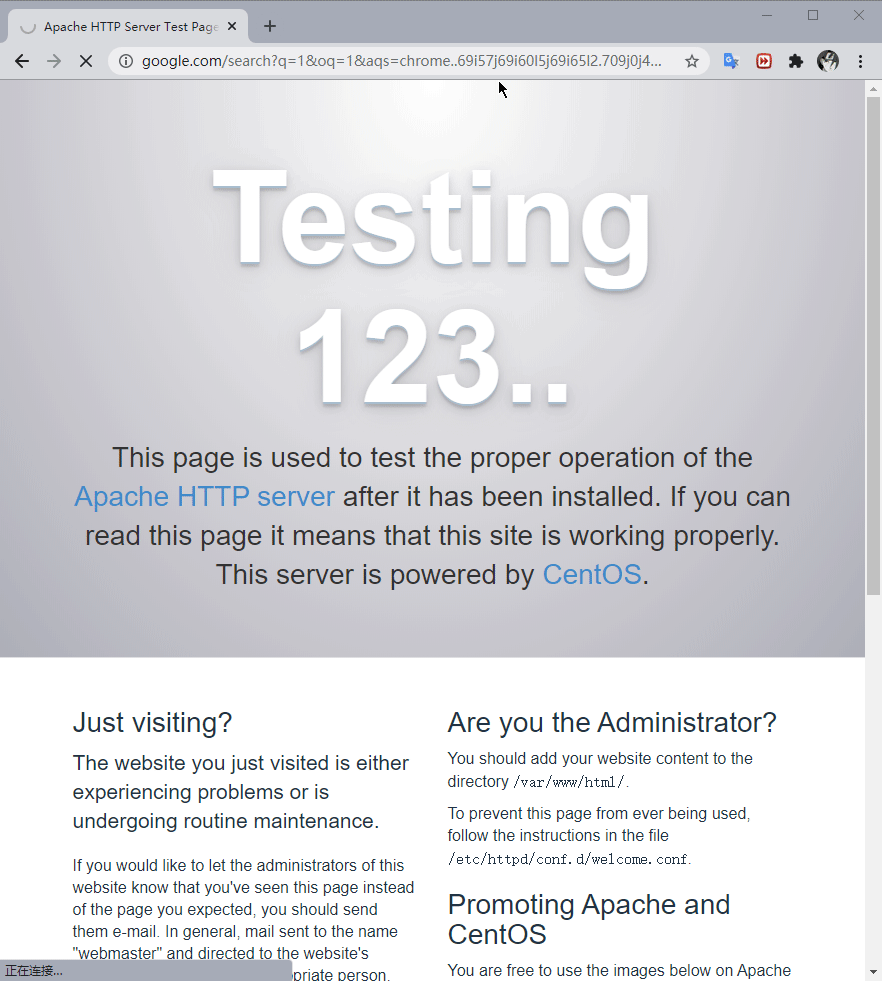 Apache HTTP Server Test Page
google.com/search?q=1&oq=1&aqs=chrome..69i57j69i60l5j69i65l2.709j0j4...
Testing
123..
This page is used to test the proper operation of the
Apache HTTP server after it has been installed. If you can
read this page it means that this site is working properly.
This server is powered by CentOS.
Just visiting?
The website you just visited is either
experiencing problems or is
undergoing routine maintenance.
If you would like to let the administrators of this
website know that you've seen this page instead
of the page you expected, you should send
them e-mail. In general, mail sent to the name
"webmaster" and directed to the website's
priate person.
Are you the Administrator?
You should add your website content to the
directory /var/www/html/.
To prevent this page from ever being used,
follow the instructions in the file
/etc/httpd/conf.d/welcome.conf.
Promoting Apache and
CentOS
You are free to use the images below on Apache
正在连接...